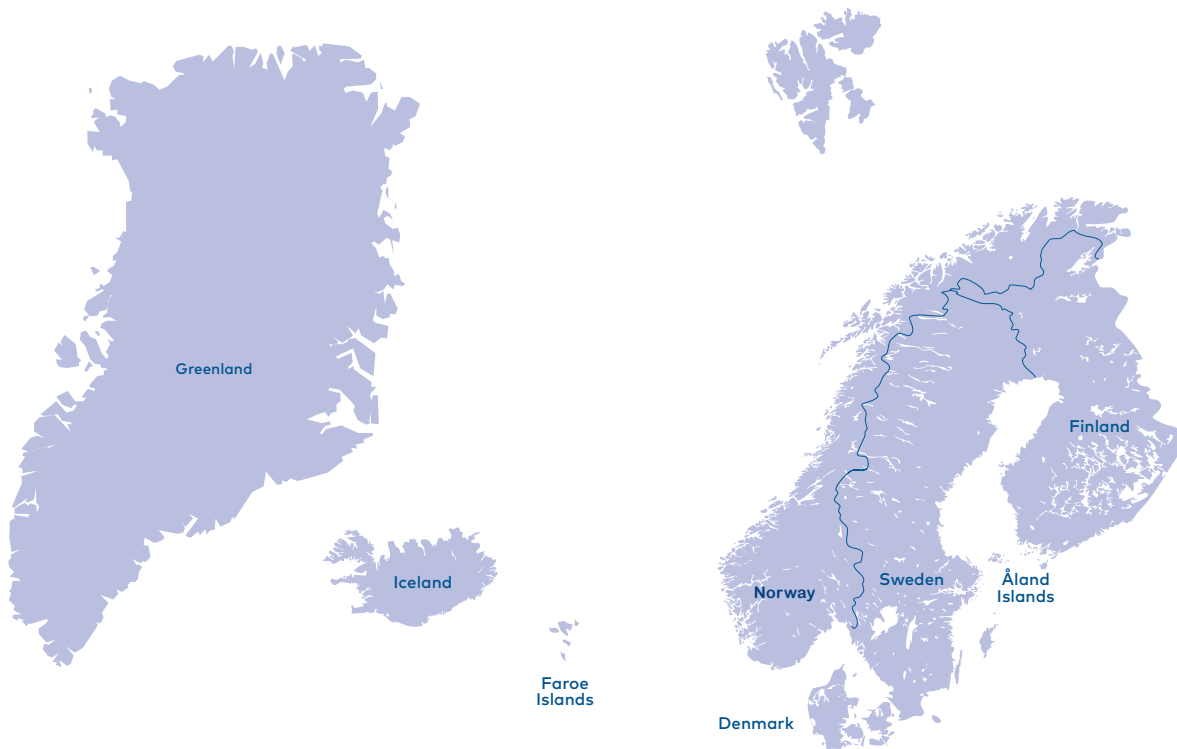 Greenland
Finland
Iceland
Norway
Sweden
Åland
Islands
Faroe
Islands
Denmark